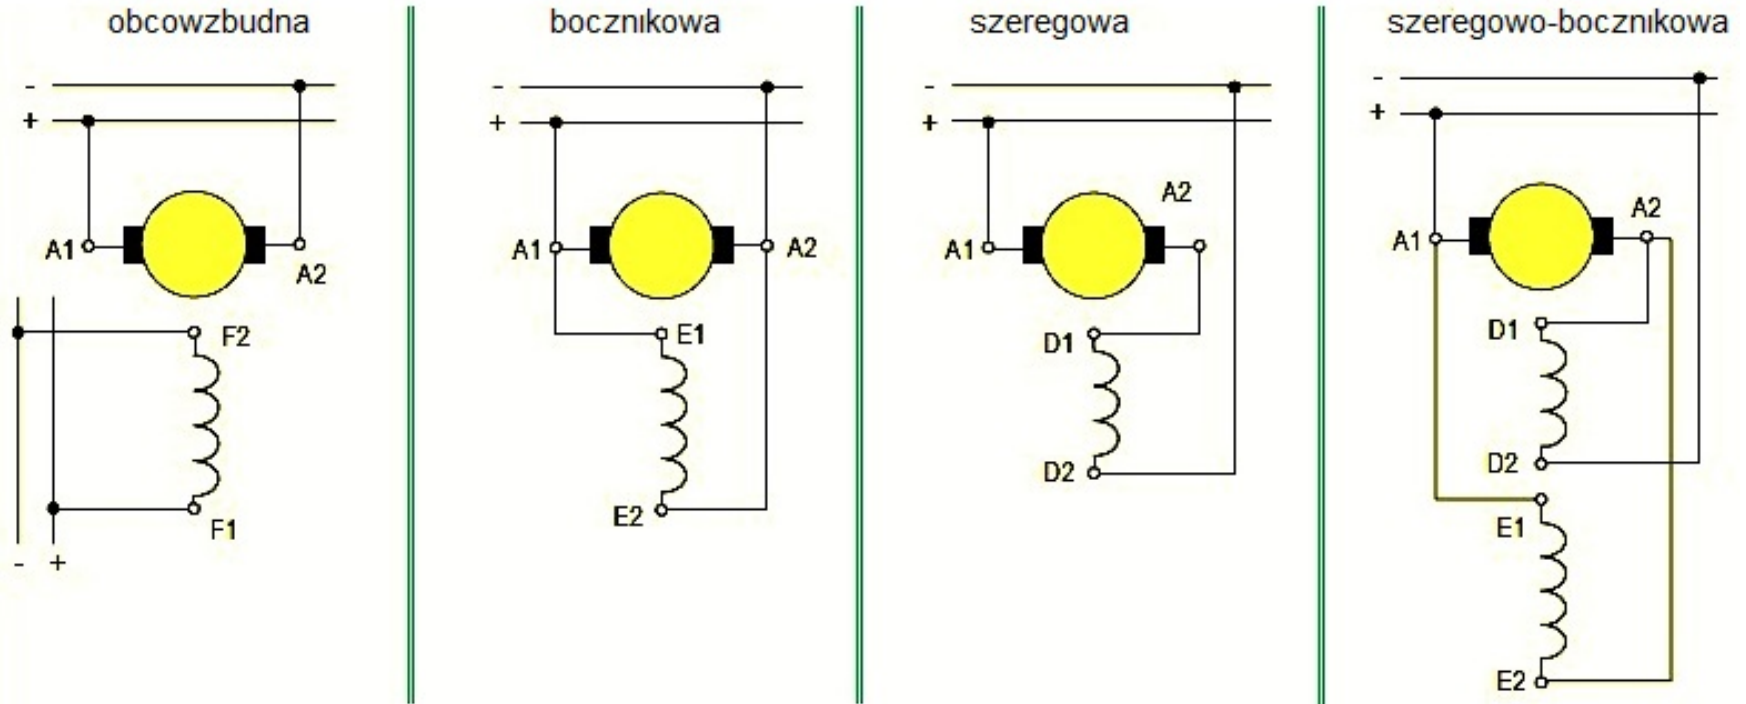 obcowzbudna
-
+
A1
A2
F2
F1
- +
bocznikowa
-
+
A1
A2
E1
E2
szeregowa
-
+
A2
A1
D1
D2
szeregowo-bocznikowa
-
+
A2
A1
D1
D2
E1
E2